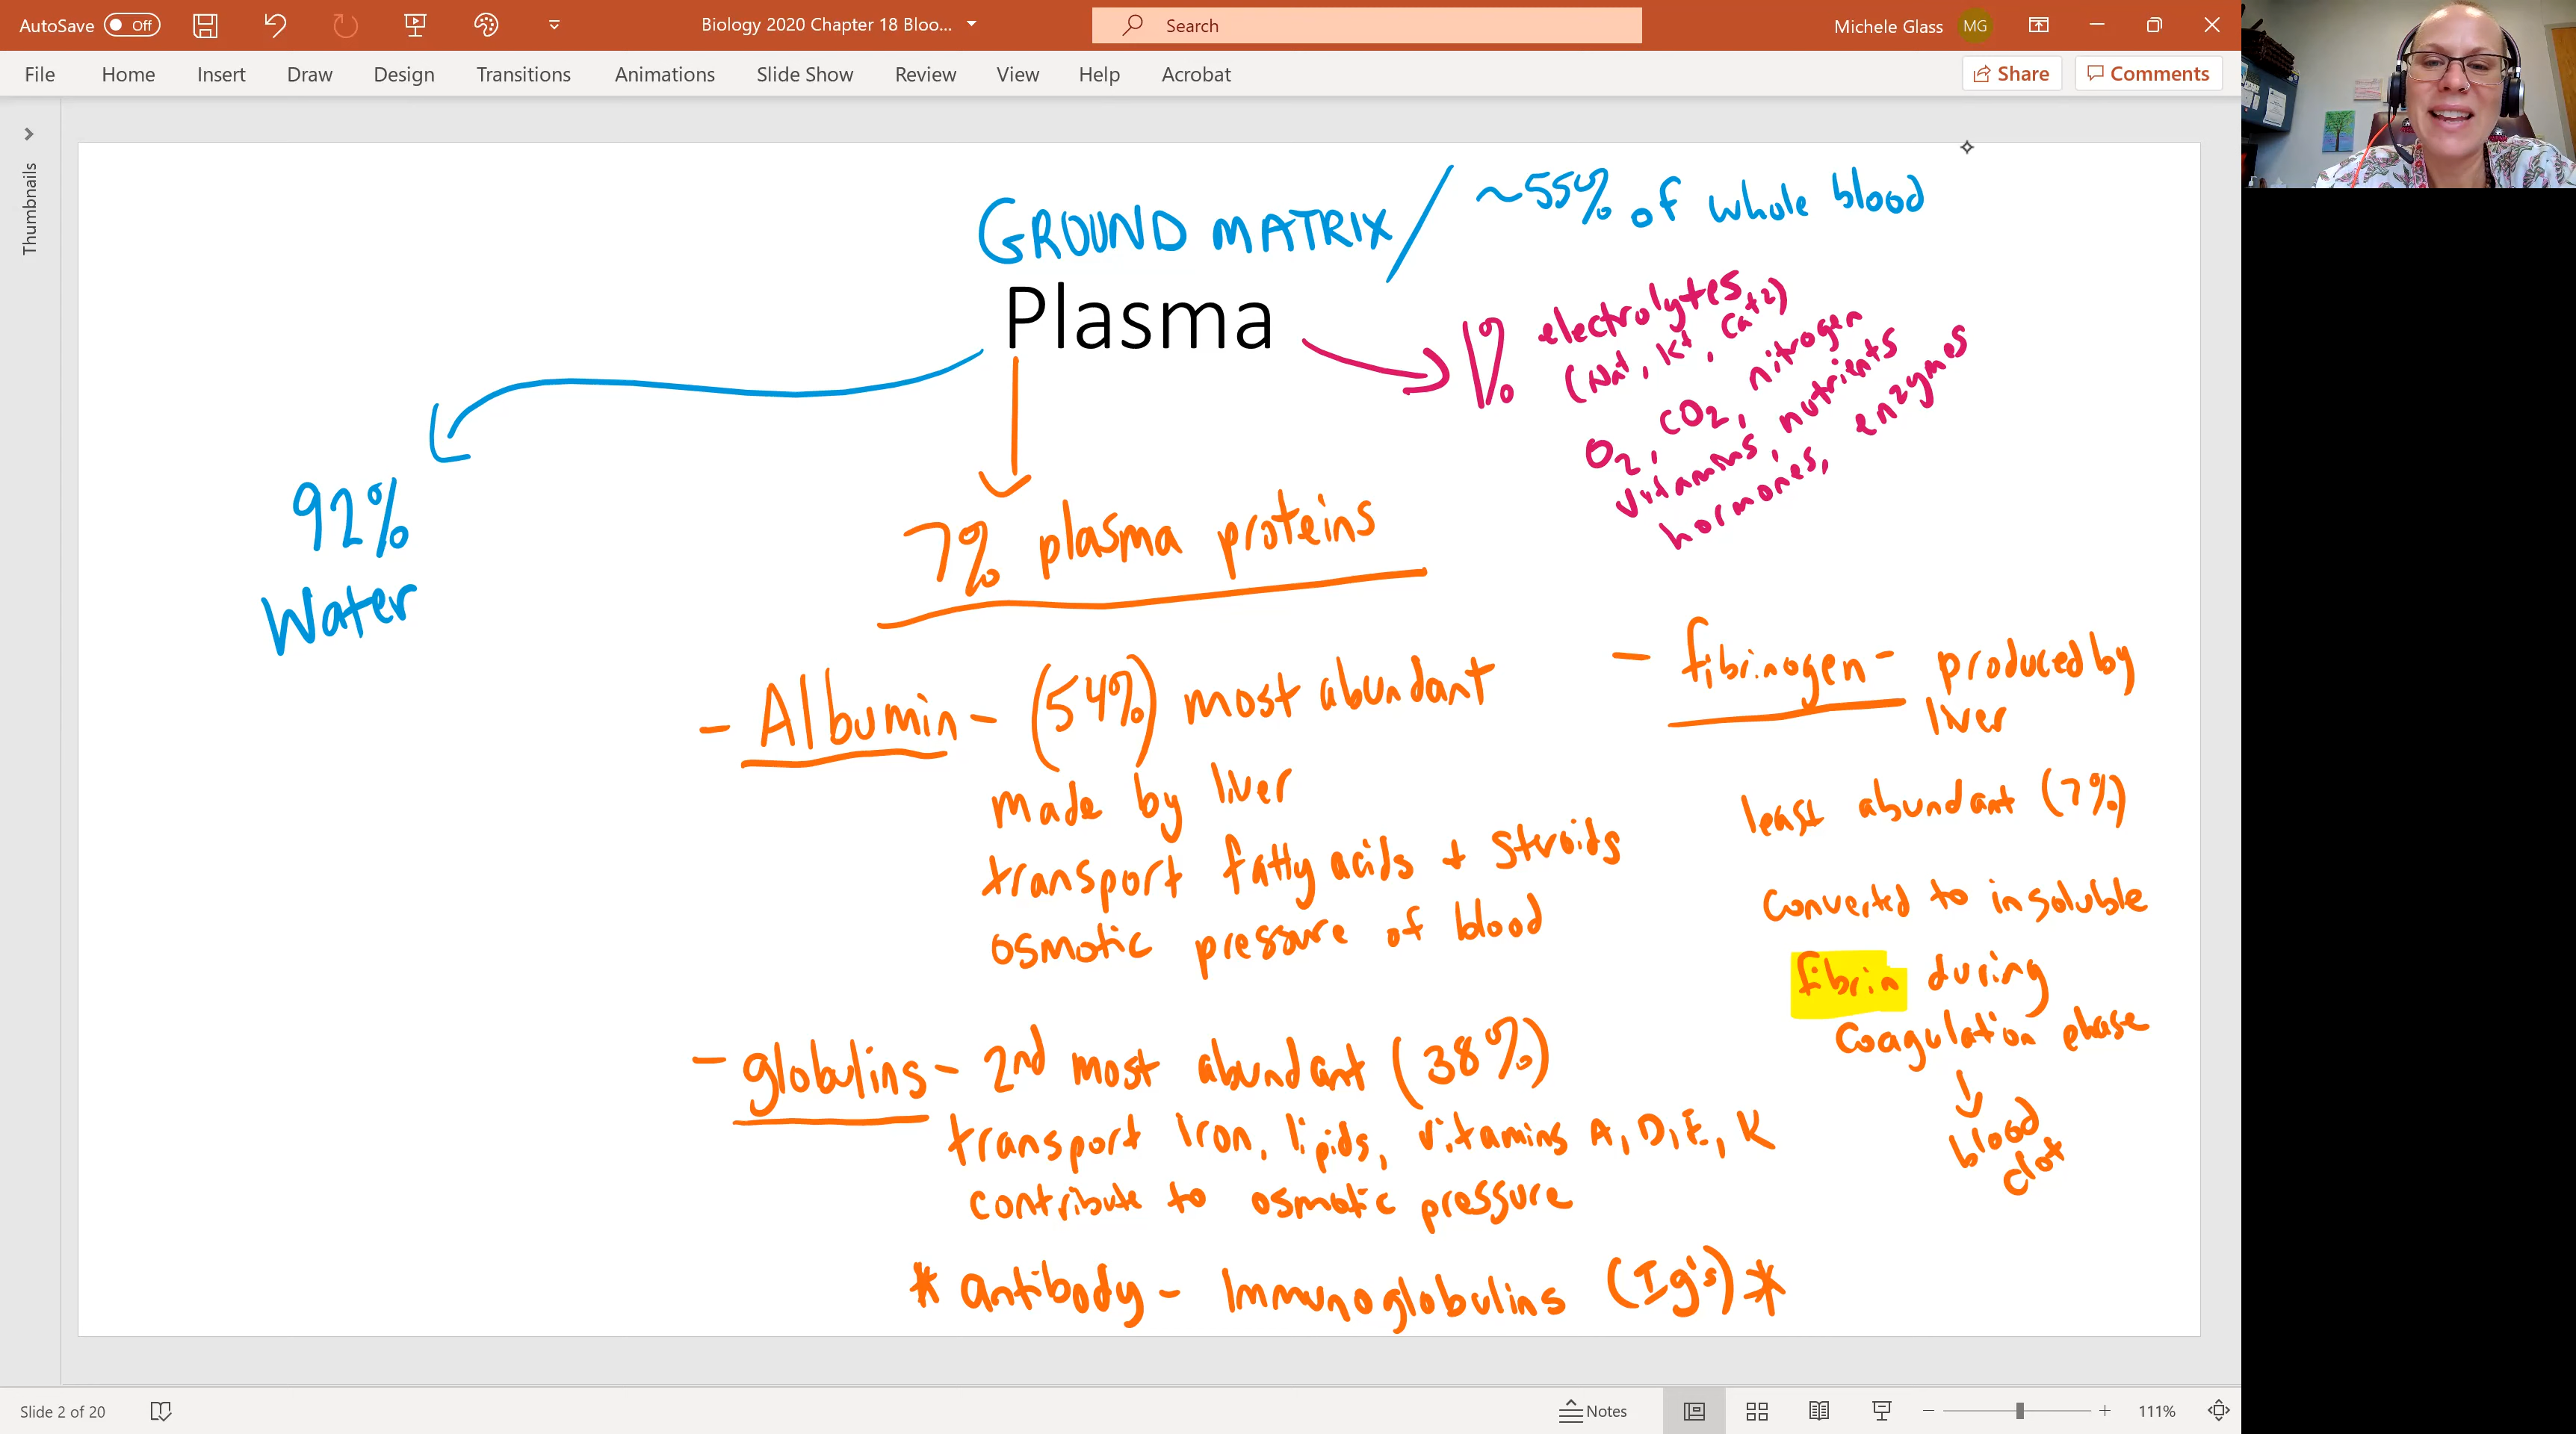 AutoSave Off
Biology 2020 Chapter 18 Bloo...
Search
Michele Glass MG
File Home Insert Draw Design Transitions Animations Slide Show Review View Help Acrobat
Share Comments
Thumbnails
GROUND MATRIX / ~55% of whole blood
Plasma
1% electrolytes
(Na+, K+, Ca+2)
O2, CO2, nitrogen
vitamins, nutrients
hormones, enzymes
92%
Water
7% plasma proteins
- Albumin - (54%) most abundant
made by liver
transport fatty acids + steroids
osmotic pressure of blood
- globulins - 2nd most abundant (38%)
transport iron, lipids, vitamins A, D, E, K
contribute to osmotic pressure
* antibody - Immunoglobulins (Ig's) *
- fibrinogen - produced by
liver
least abundant (7%)
converted to insoluble
fibrin during
coagulation phase
↓
blood
clot
Slide 2 of 20
Notes
111%